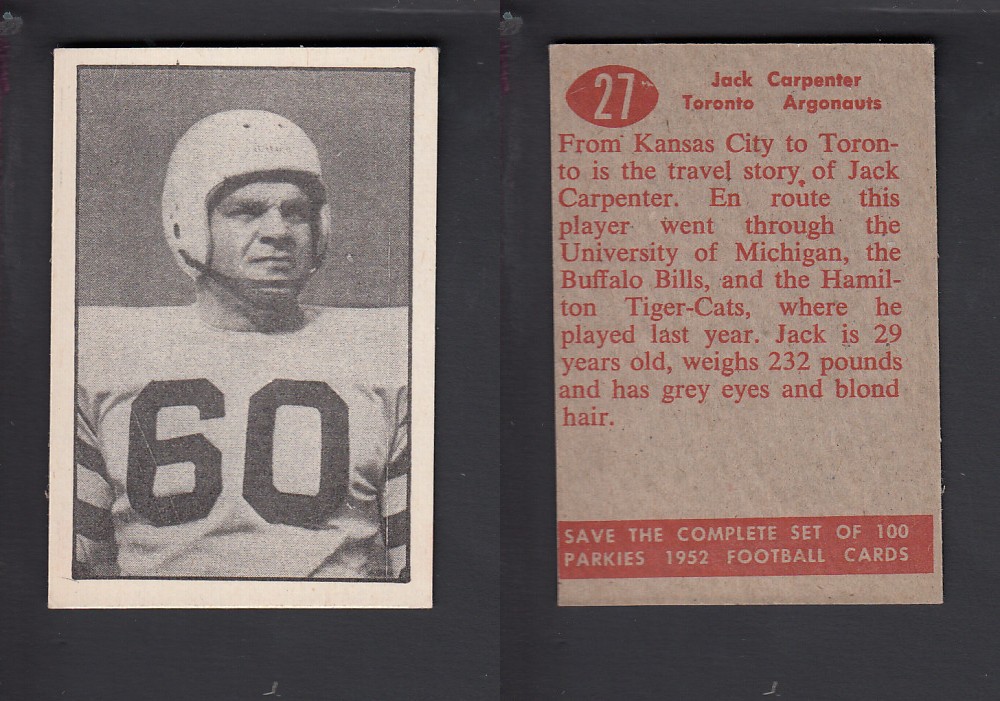 60
27
Jack Carpenter
Toronto Argonauts
From Kansas City to Toron-
to is the travel story of Jack
Carpenter. En route this
player went through the
University of Michigan, the
Buffalo Bills, and the Hamil-
ton Tiger-Cats, where he
played last year. Jack is 29
years old, weighs 232 pounds
and has grey eyes and blond
hair.
SAVE THE COMPLETE SET OF 100
PARKIES 1952 FOOTBALL CARDS